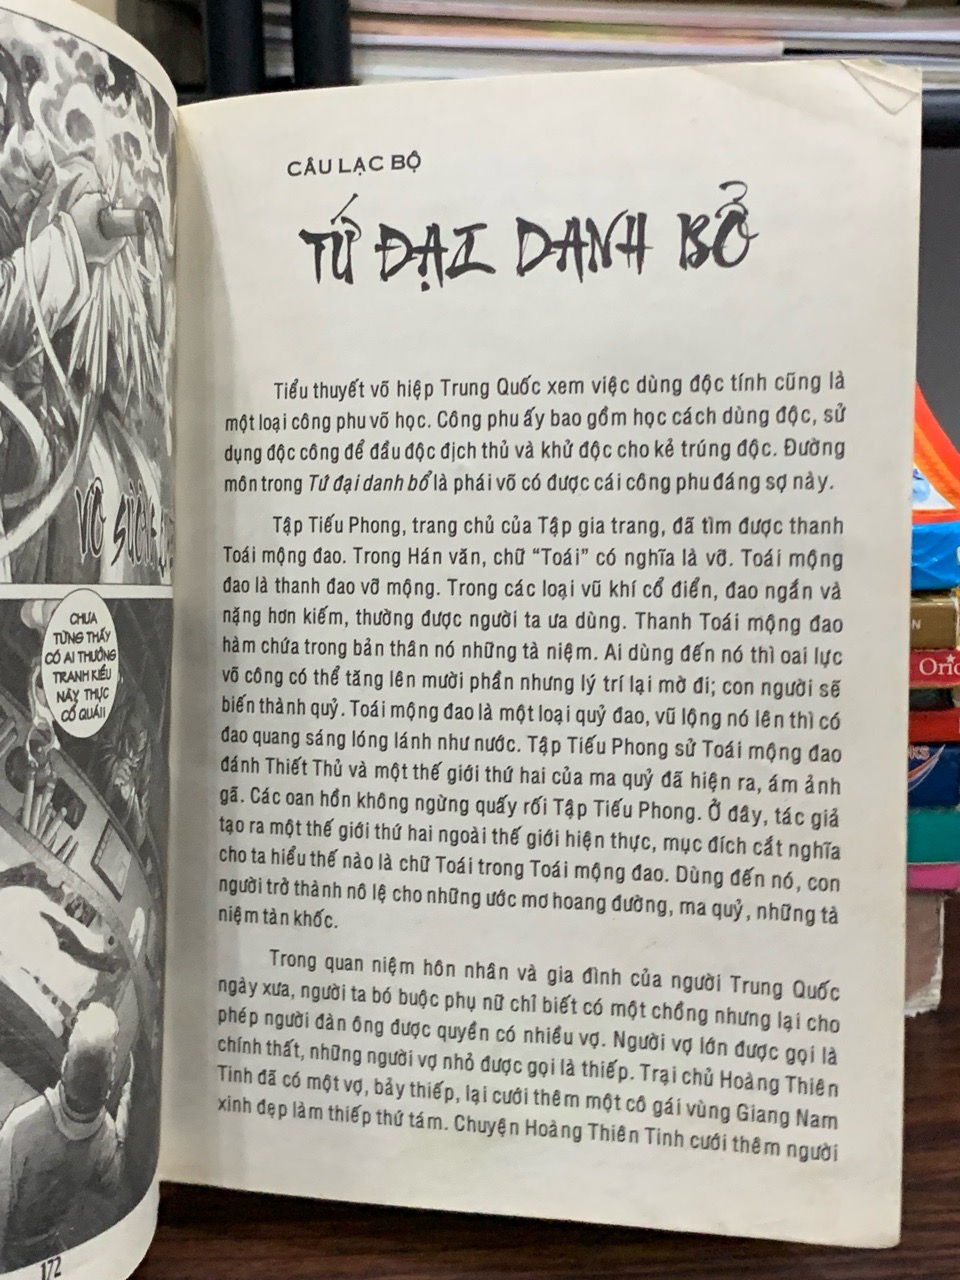 CÂU LẠC BỘ
TỨ ĐẠI DANH BỔ
Tiểu thuyết võ hiệp Trung Quốc xem việc dùng độc tính cũng là
một loại công phu võ học. Công phu ấy bao gồm học cách dùng độc, sử
dụng độc công để đầu độc địch thủ và khử độc cho kẻ trúng độc. Đường
môn trong Tứ đại danh bổ là phái võ có được cái công phu đáng sợ này.
Tập Tiếu Phong, trang chủ của Tập gia trang, đã tìm được thanh
Toái mộng đao. Trong Hán văn, chữ “Toái” có nghĩa là vỡ. Toái mộng
đao là thanh đao vỡ mộng. Trong các loại vũ khí cổ điển, đao ngắn và
nặng hơn kiếm, thường được người ta ưa dùng. Thanh Toái mộng đao
hàm chứa trong bản thân nó những tà niệm. Ai dùng đến nó thì oai lực
võ công có thể tăng lên mười phần nhưng lý trí lại mờ đi; con người sẽ
biến thành quỷ. Toái mộng đao là một loại quỷ đao, vũ lộng nó lên thì có
đao quang sáng lóng lánh như nước. Tập Tiếu Phong sử Toái mộng đao
đánh Thiết Thủ và một thế giới thứ hai của ma quỷ đã hiện ra, ám ảnh
gã. Các oan hồn không ngừng quấy rối Tập Tiếu Phong. Ở đây, tác giả
tạo ra một thế giới thứ hai ngoài thế giới hiện thực, mục đích cắt nghĩa
cho ta hiểu thế nào là chữ Toái trong Toái mộng đao. Dùng đến nó, con
người trở thành nô lệ cho những ước mơ hoang đường, ma quỷ, những tà
niệm tàn khốc.
Trong quan niệm hôn nhân và gia đình của người Trung Quốc
ngày xưa, người ta bó buộc phụ nữ chỉ biết có một chồng nhưng lại cho
phép người đàn ông được quyền có nhiều vợ. Người vợ lớn được gọi là
chính thất, những người vợ nhỏ được gọi là thiếp. Trại chủ Hoàng Thiên
Tinh đã có một vợ, bảy thiếp, lại cưới thêm một cô gái vùng Giang Nam
xinh đẹp làm thiếp thứ tám. Chuyện Hoàng Thiên Tinh cưới thêm người
CHƯA
TỪNG THẤY
CÓ AI THƯỞNG
TRANH KIỂU
NÀY THỰC
CỔ QUÁI!
172